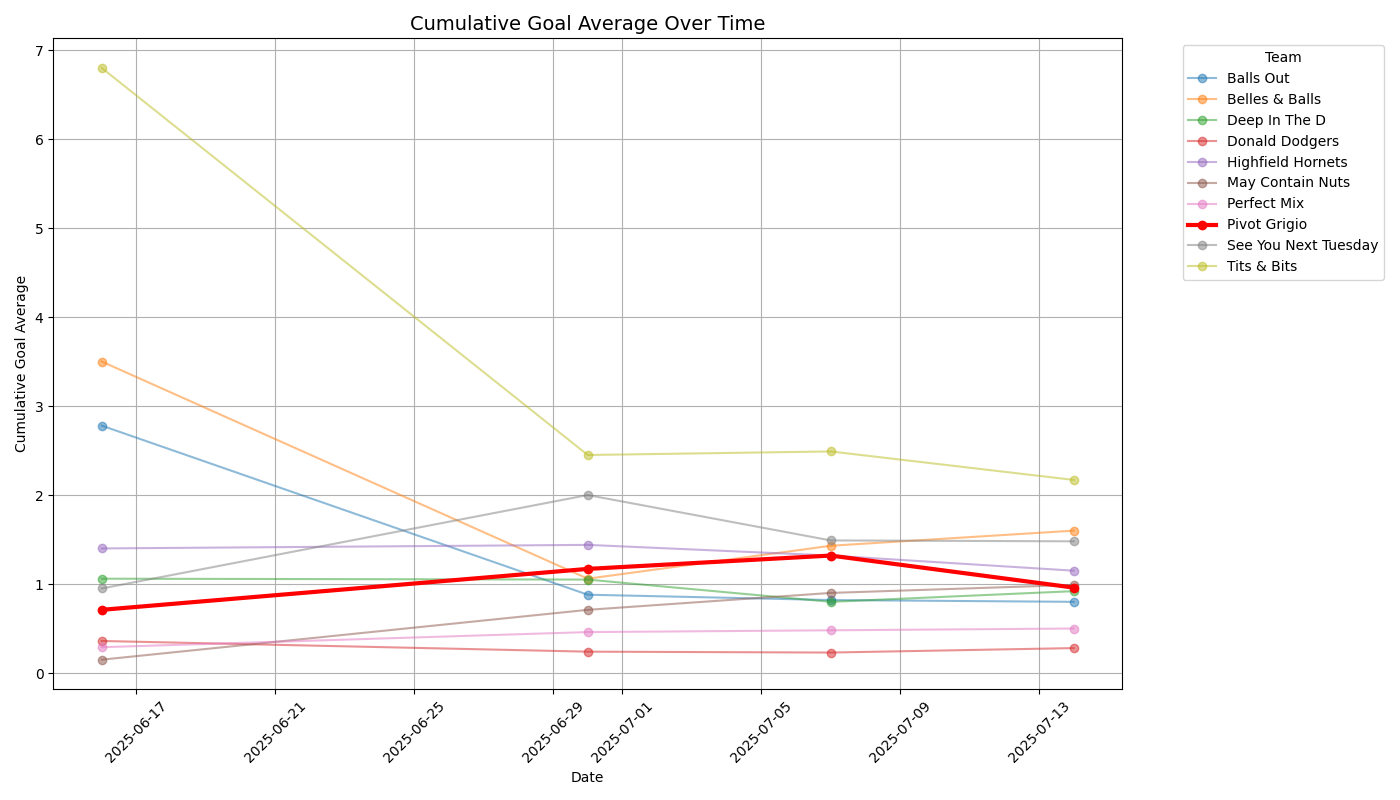 Cumulative Goal Average Over Time
Cumulative Goal Average
7
6
5
4
3
2
1
0
2025-06-17
2025-06-21
2025-06-25
2025-06-29
2025-07-01
2025-07-05
2025-07-09
2025-07-13
Date
Team
Balls Out
Belles & Balls
Deep In The D
Donald Dodgers
Highfield Hornets
May Contain Nuts
Perfect Mix
Pivot Grigio
See You Next Tuesday
Tits & Bits